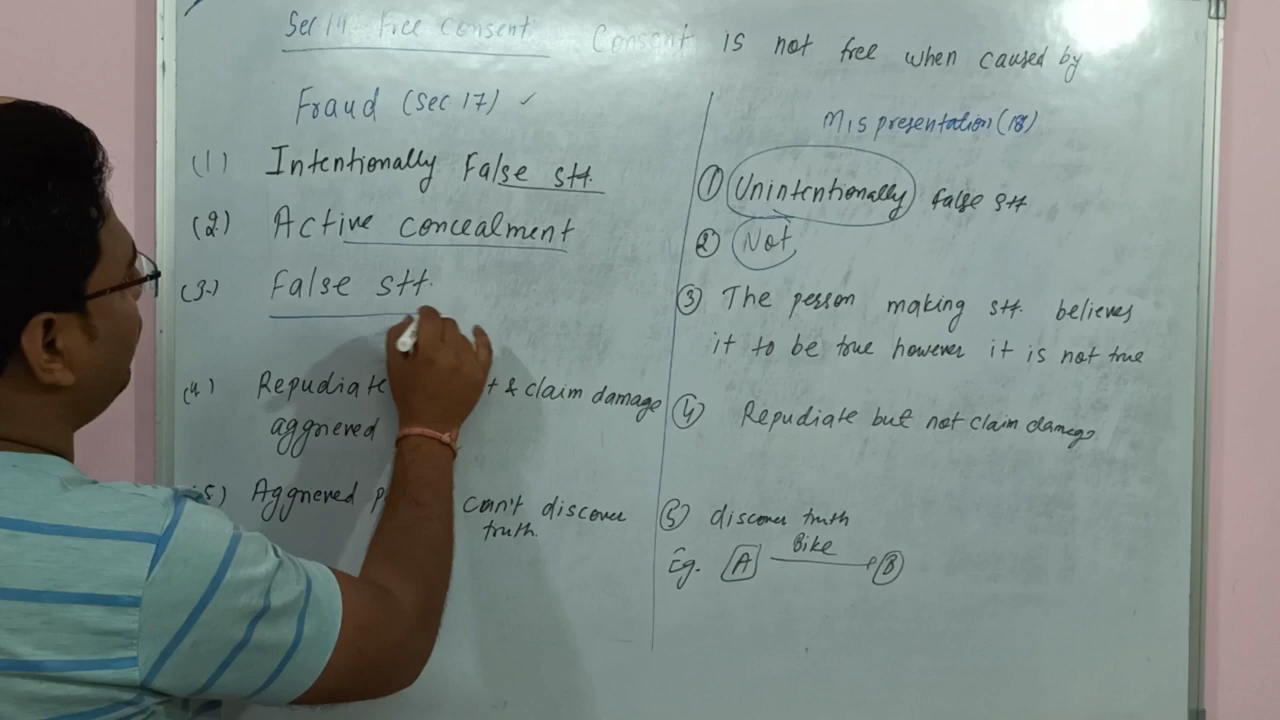 Sec 14 Free Consent. Consent is not free when caused by
Fraud (Sec 17) ✓
(1) Intentionally False stt.
(2.) Active concealment
(3.) False stt.
(4.) Repudiate t & claim damage
aggrieved
(5) Aggrieved p can't discover
truth.
Mispresentation (18)
① Unintentionally false stt
② Not
③ The person making stt. believes
it to be true however it is not true
④ Repudiate but not claim damage
⑤ discover truth
Eg. A Bike B